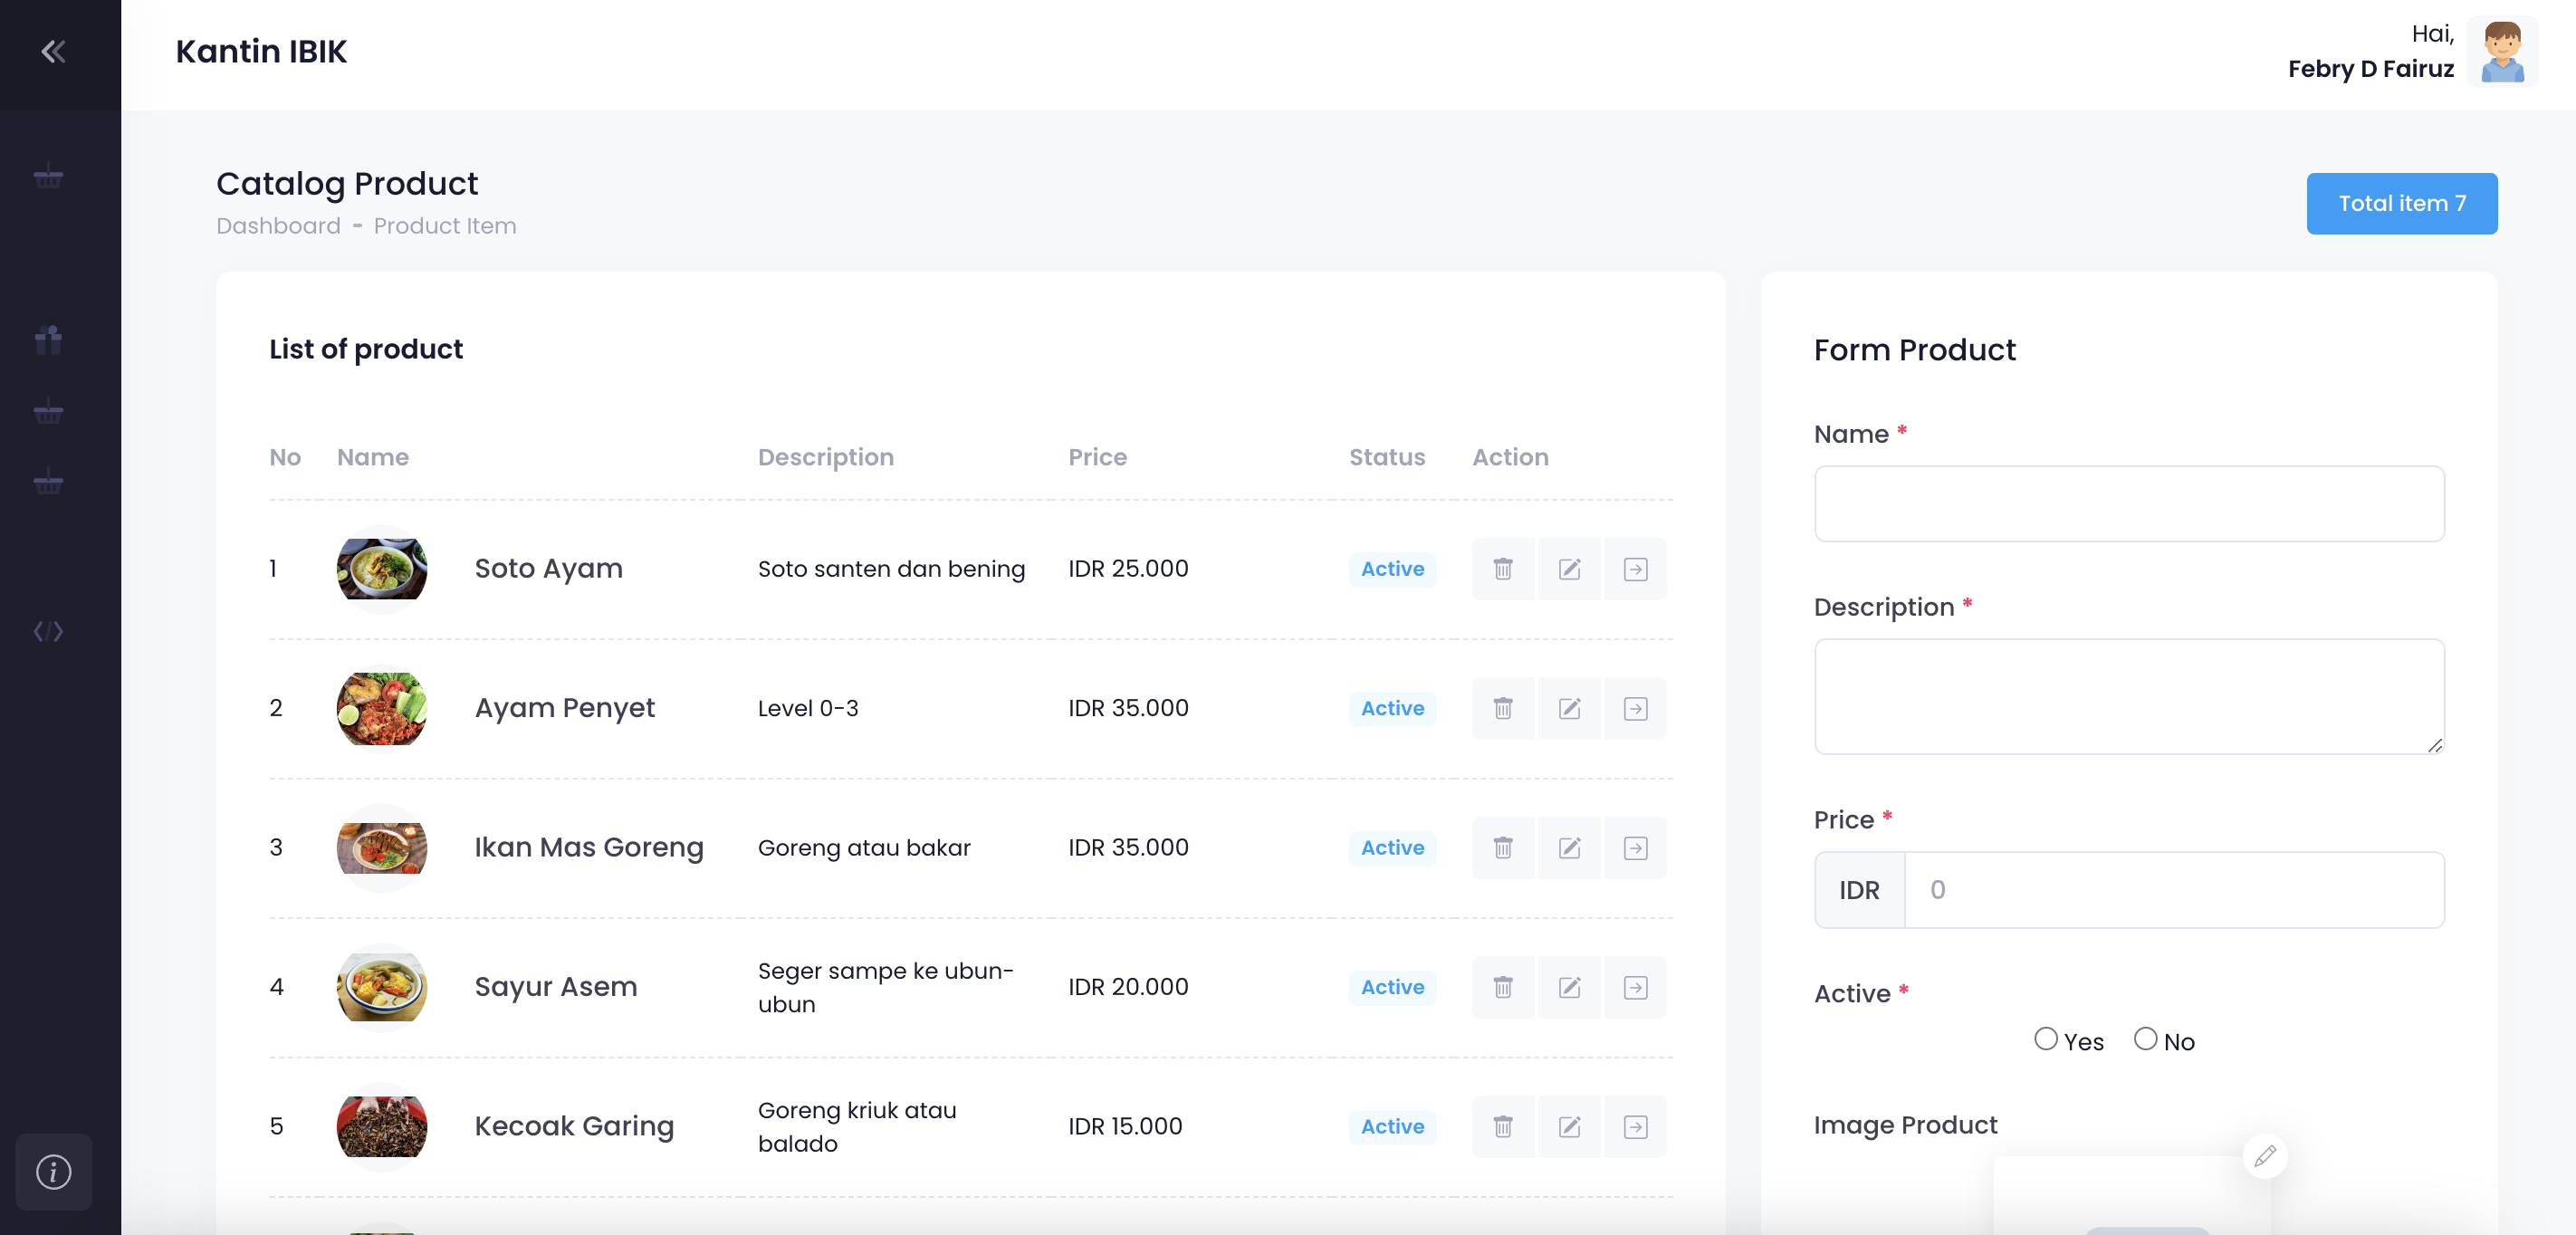 Kantin IBIK
Hai,
Febry D Fairuz
Catalog Product
Dashboard - Product Item
Total item 7
List of product
No Name Description Price Status Action
1 Soto Ayam Soto santen dan bening IDR 25.000 Active
2 Ayam Penyet Level 0-3 IDR 35.000 Active
3 Ikan Mas Goreng Goreng atau bakar IDR 35.000 Active
4 Sayur Asem Seger sampe ke ubun-
ubun IDR 20.000 Active
5 Kecoak Garing Goreng kriuk atau
balado IDR 15.000 Active
Form Product
Name *
Description *
Price *
IDR 0
Active *
Yes No
Image Product